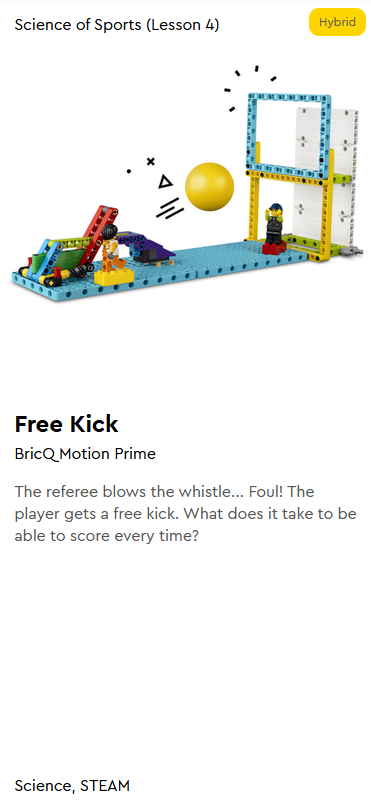 Science of Sports (Lesson 4)
Hybrid
Free Kick
BricQ Motion Prime
The referee blows the whistle... Foul! The
player gets a free kick. What does it take to be
able to score every time?
Science, STEAM